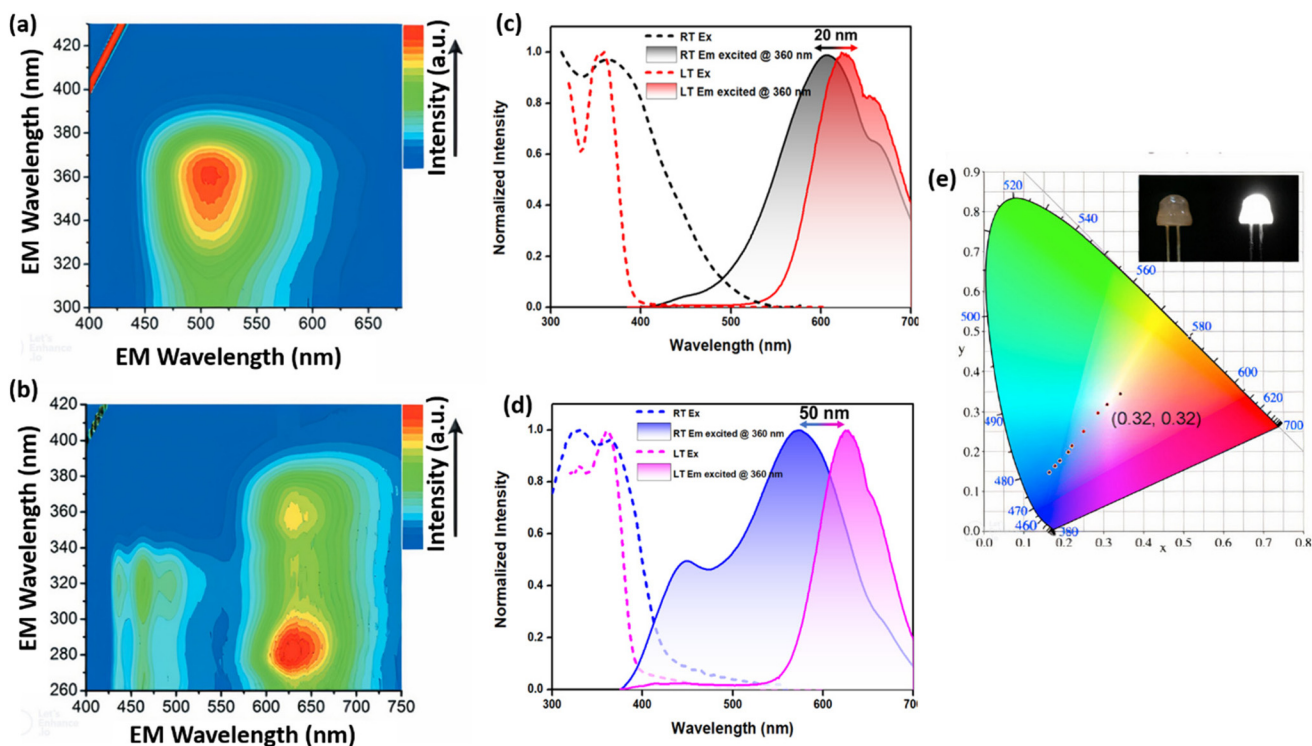 (a)
430
420
400
380
360
340
320
300
400
450
500
550
600
650
EM Wavelength (nm)
EM Wavelength (nm)
Intensity (a.u.)
Let's
Enhance
.io
(b)
420
400
380
360
340
320
300
280
260
400
450
500
550
600
650
700
750
EM Wavelength (nm)
EM Wavelength (nm)
Intensity (a.u.)
Let's
Enhance
.io
(c)
20 nm
RT Ex
RT Em excited @ 360 nm
LT Ex
LT Em excited @ 360 nm
1.0
0.8
0.6
0.4
0.2
0.0
300
400
500
600
700
Normalized Intensity
Wavelength (nm)
(d)
50 nm
RT Ex
RT Em excited @ 360 nm
LT Ex
LT Em excited @ 360 nm
1.0
0.8
0.6
0.4
0.2
0.0
300
400
500
600
700
Normalized Intensity
Wavelength (nm)
(e)
0.9
0.8
0.7
0.6
0.5
y
0.4
0.3
0.2
0.1
0.0
0.0
0.1
0.2
0.3
0.4
0.5
0.6
0.7
0.8
x
520
540
560
580
600
620
700
500
490
480
470
460
380
(0.32, 0.32)